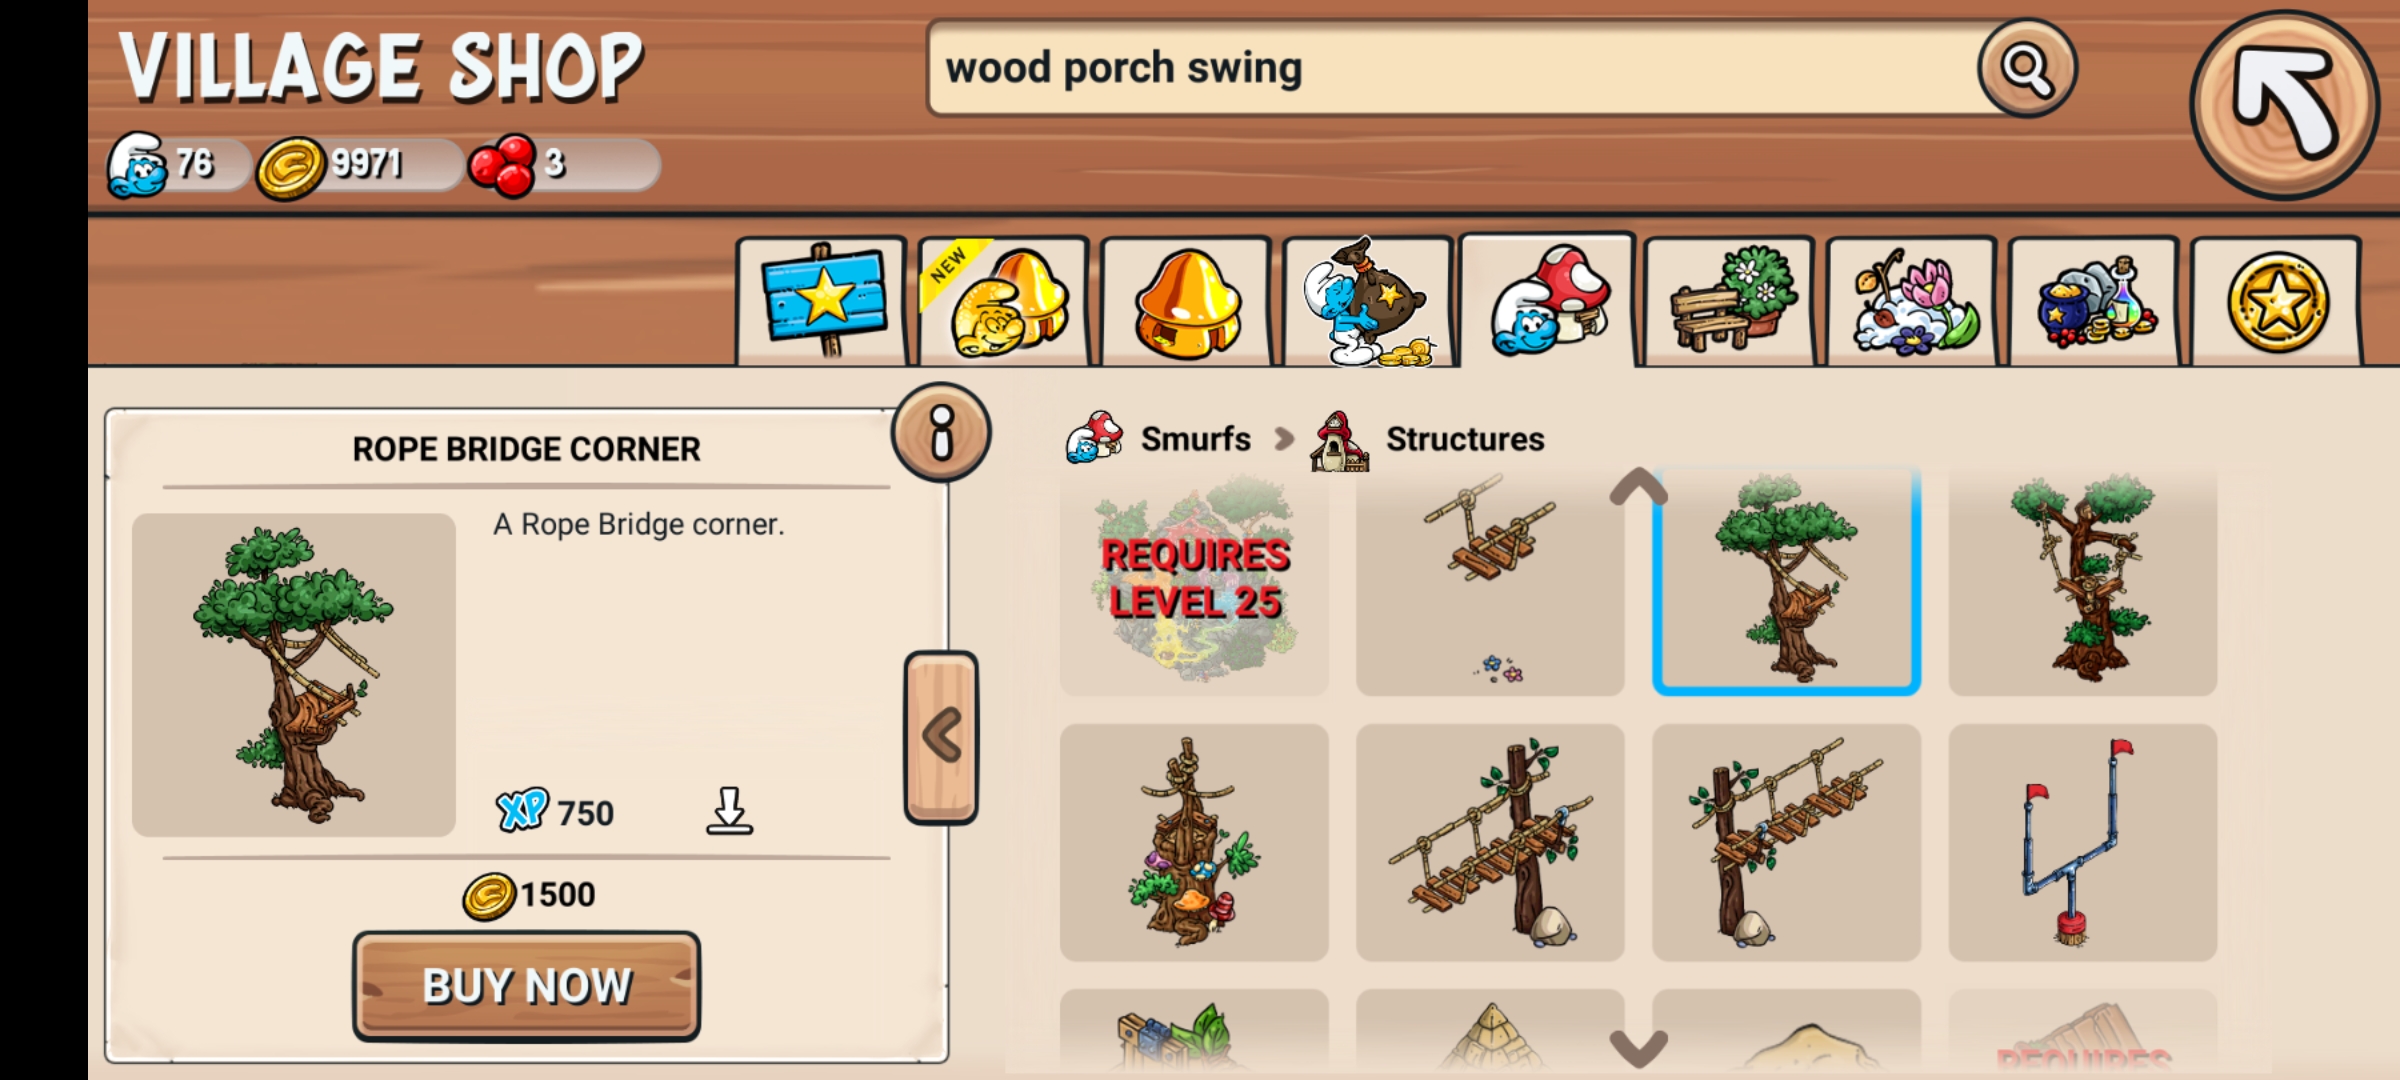 VILLAGE SHOP
wood porch swing
76
9971
3
NEW
ROPE BRIDGE CORNER
A Rope Bridge corner.
XP 750
1500
BUY NOW
Smurfs
Structures
REQUIRES
LEVEL 25
REQUIRES